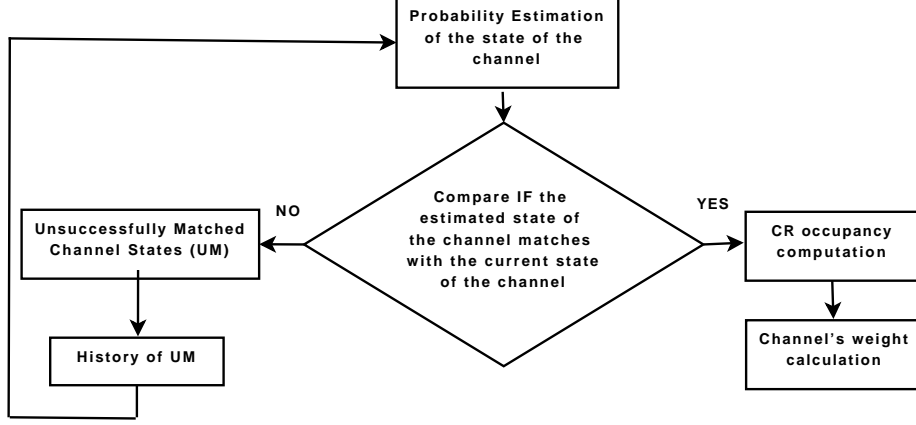 Probability Estimation
of the state of the
channel
Compare IF the
estimated state of
the channel matches
with the current state
of the channel
NO
YES
Unsuccessfully Matched
Channel States (UM)
History of UM
CR occupancy
computation
Channel's weight
calculation